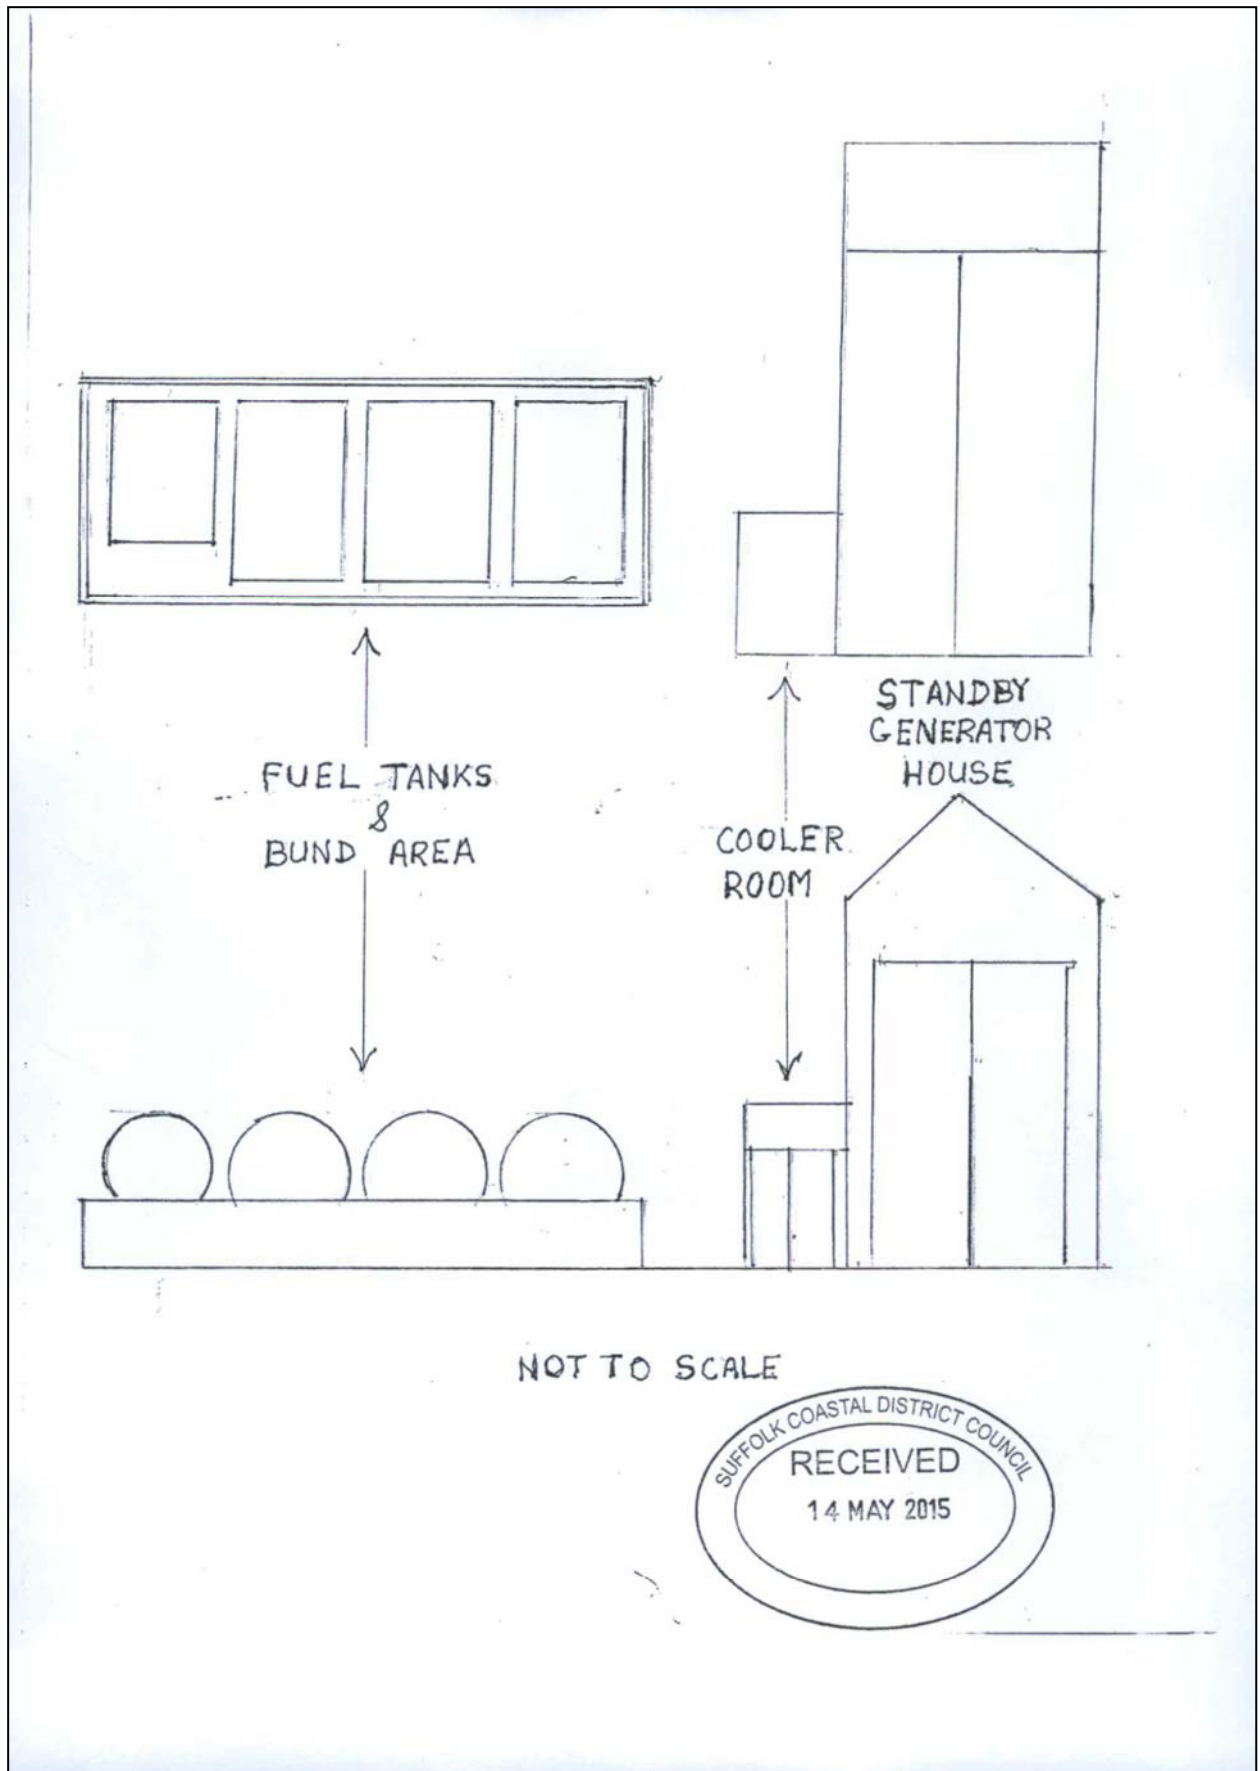 STANDBY
GENERATOR
HOUSE
FUEL TANKS
&
BUND AREA
COOLER
ROOM
NOT TO SCALE
SUFFOLK COASTAL DISTRICT COUNCIL
RECEIVED
14 MAY 2015